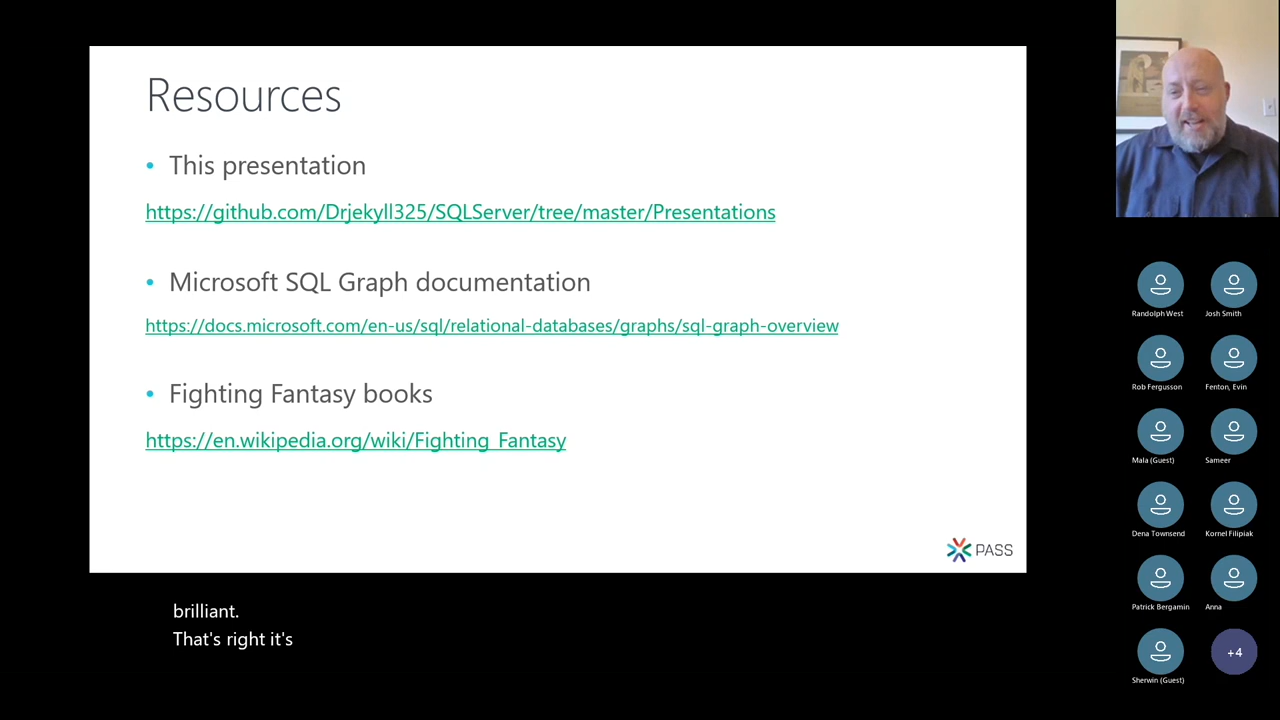 Resources
• This presentation
https://github.com/Drjekyll325/SQLServer/tree/master/Presentations
• Microsoft SQL Graph documentation
https://docs.microsoft.com/en-us/sql/relational-databases/graphs/sql-graph-overview
• Fighting Fantasy books
https://en.wikipedia.org/wiki/Fighting_Fantasy
PASS
brilliant.
That's right it's
Randolph West
Josh Smith
Rob Fergusson
Fenton, Evin
Mala (Guest)
Sameer
Dena Townsend
Kornel Filipiak
Patrick Bergamin
Anna
Sherwin (Guest)
+4